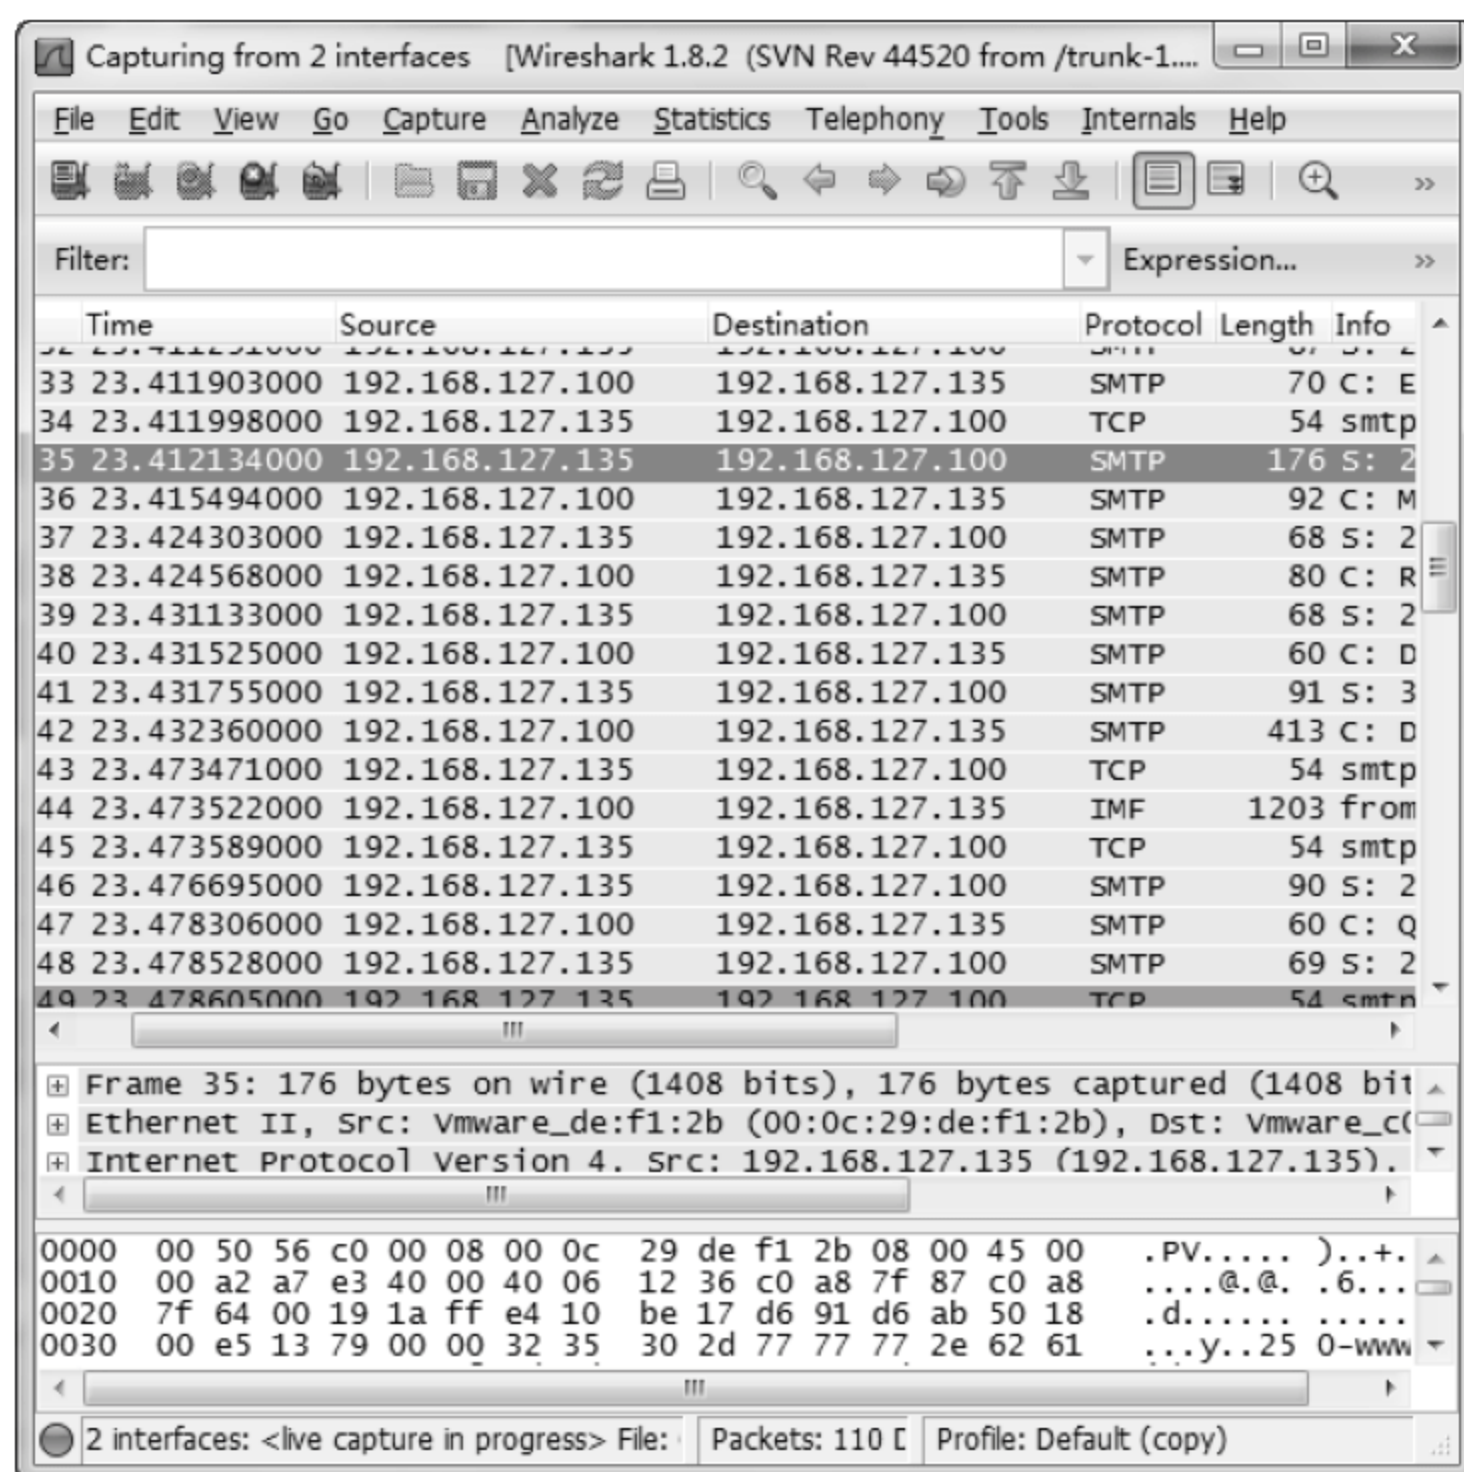 Capturing from 2 interfaces [Wireshark 1.8.2 (SVN Rev 44520 from /trunk-1....
File Edit View Go Capture Analyze Statistics Telephony Tools Internals Help
Filter: Expression...
Time Source Destination Protocol Length Info
33 23.411903000 192.168.127.100 192.168.127.135 SMTP 70 C: E
34 23.411998000 192.168.127.135 192.168.127.100 TCP 54 smtp
35 23.412134000 192.168.127.135 192.168.127.100 SMTP 176 S: 2
36 23.415494000 192.168.127.100 192.168.127.135 SMTP 92 C: M
37 23.424303000 192.168.127.135 192.168.127.100 SMTP 68 S: 2
38 23.424568000 192.168.127.100 192.168.127.135 SMTP 80 C: R
39 23.431133000 192.168.127.135 192.168.127.100 SMTP 68 S: 2
40 23.431525000 192.168.127.100 192.168.127.135 SMTP 60 C: D
41 23.431755000 192.168.127.135 192.168.127.100 SMTP 91 S: 3
42 23.432360000 192.168.127.100 192.168.127.135 SMTP 413 C: D
43 23.473471000 192.168.127.135 192.168.127.100 TCP 54 smtp
44 23.473522000 192.168.127.100 192.168.127.135 IMF 1203 from
45 23.473589000 192.168.127.135 192.168.127.100 TCP 54 smtp
46 23.476695000 192.168.127.135 192.168.127.100 SMTP 90 S: 2
47 23.478306000 192.168.127.100 192.168.127.135 SMTP 60 C: Q
48 23.478528000 192.168.127.135 192.168.127.100 SMTP 69 S: 2
49 23.478605000 192.168.127.135 192.168.127.100 TCP 54 smtp
Frame 35: 176 bytes on wire (1408 bits), 176 bytes captured (1408 bit
Ethernet II, Src: Vmware_de:f1:2b (00:0c:29:de:f1:2b), Dst: Vmware_c0
Internet Protocol Version 4, Src: 192.168.127.135 (192.168.127.135),
0000 00 50 56 c0 00 08 00 0c 29 de f1 2b 08 00 45 00 .PV..... )..+.
0010 00 a2 a7 e3 40 00 40 06 12 36 c0 a8 7f 87 c0 a8 ....@.@. .6...
0020 7f 64 00 19 1a ff e4 10 be 17 d6 91 d6 ab 50 18 .d...... .....
0030 00 e5 13 79 00 00 32 35 30 2d 77 77 77 2e 62 61 ...y..25 0-www
2 interfaces: <live capture in progress> File: Packets: 110 D Profile: Default (copy)